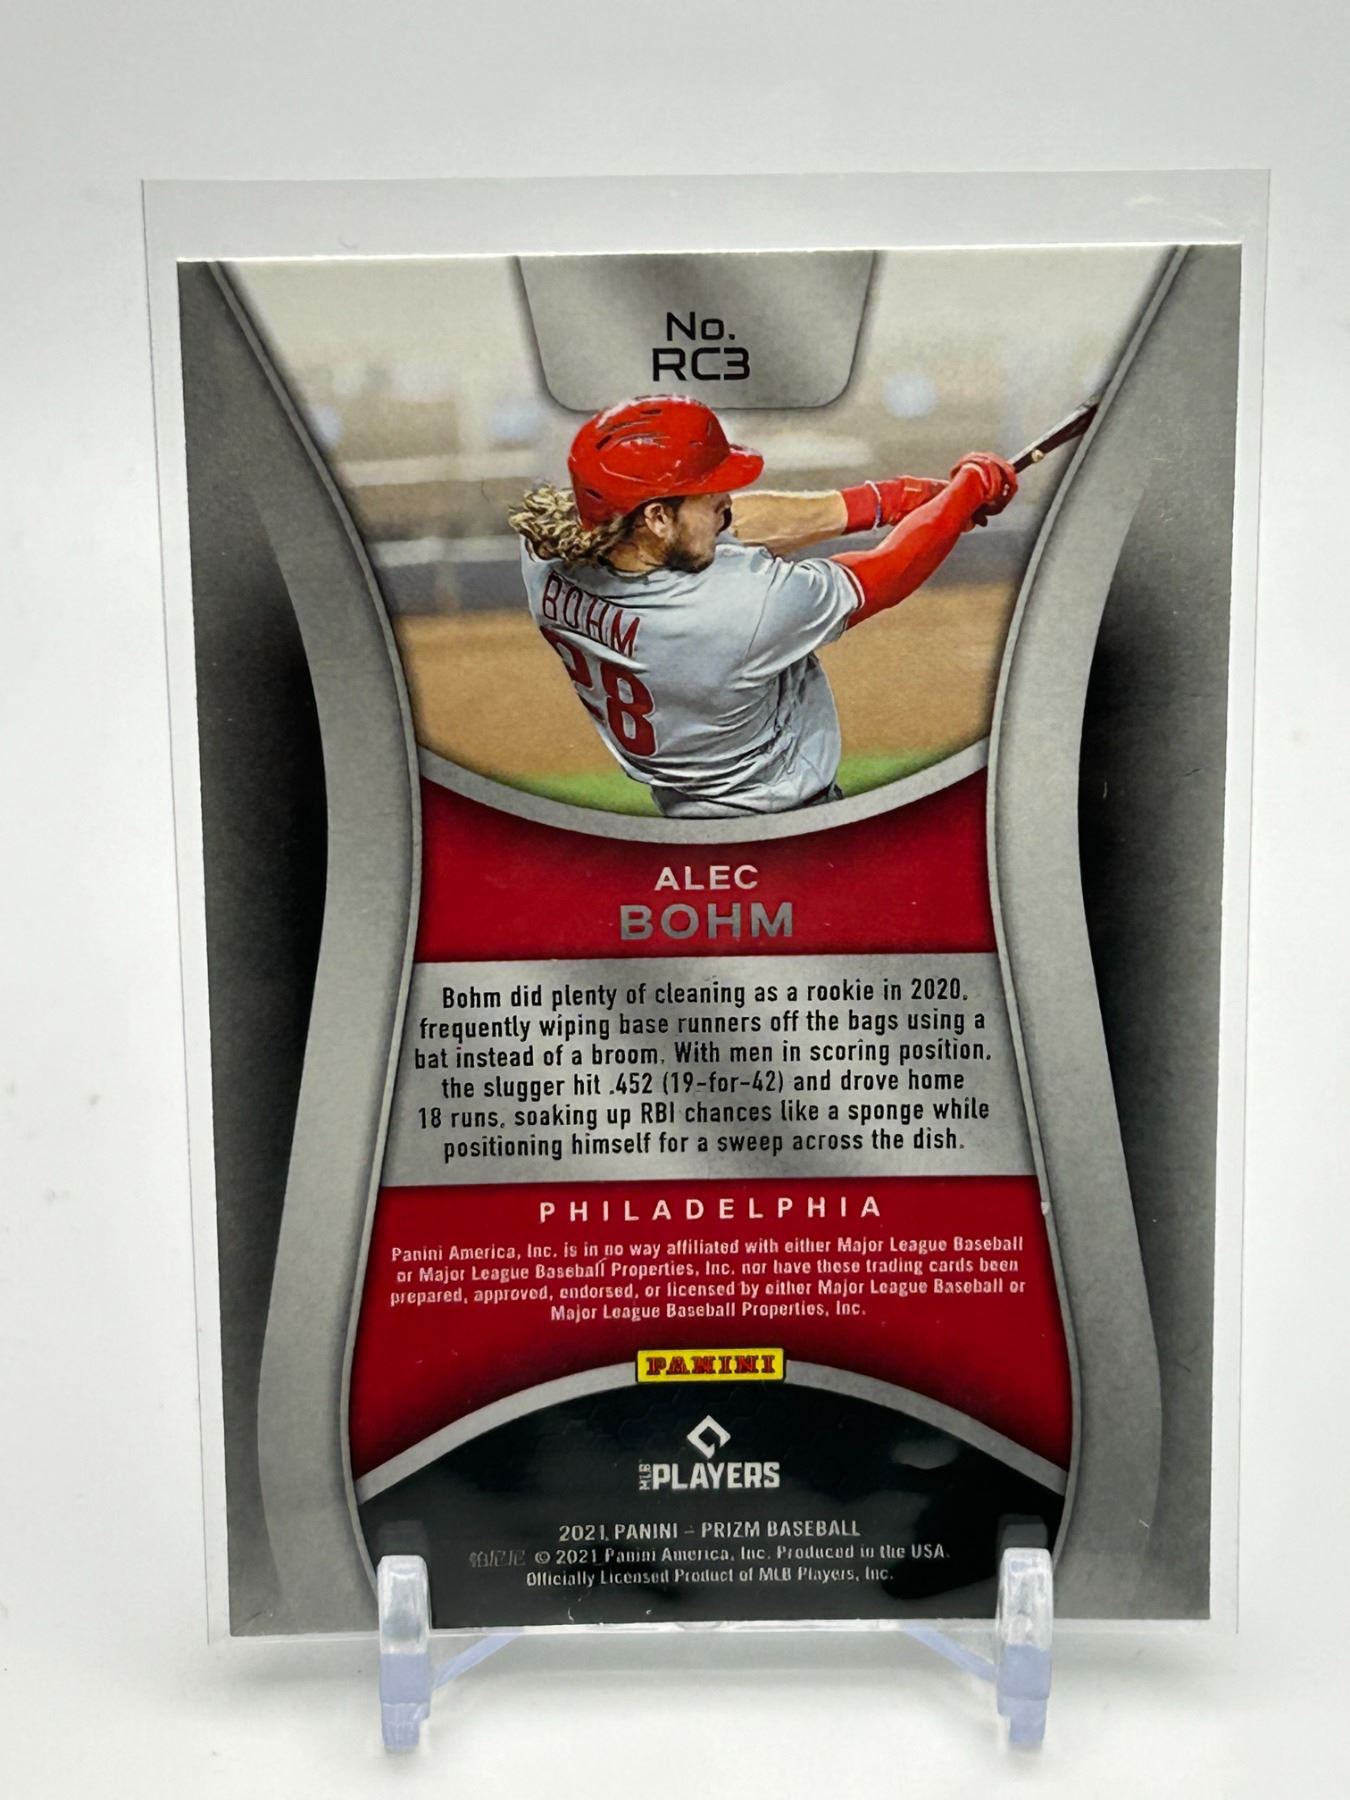 No.
RC3
BOHM
28
ALEC
BOHM
Bohm did plenty of cleaning as a rookie in 2020,
frequently wiping base runners off the bags using a
bat instead of a broom. With men in scoring position,
the slugger hit .452 (19-for-42) and drove home
18 runs, soaking up RBI chances like a sponge while
positioning himself for a sweep across the dish.
PHILADELPHIA
Panini America, Inc. is in no way affiliated with either Major League Baseball
or Major League Baseball Properties, Inc. nor have these trading cards been
prepared, approved, endorsed, or licensed by either Major League Baseball or
Major League Baseball Properties, Inc.
PANINI
MLB PLAYERS
2021 PANINI – PRIZM BASEBALL
帕尼尼 © 2021 Panini America, Inc. Produced in the USA.
Officially Licensed Product of MLB Players, Inc.